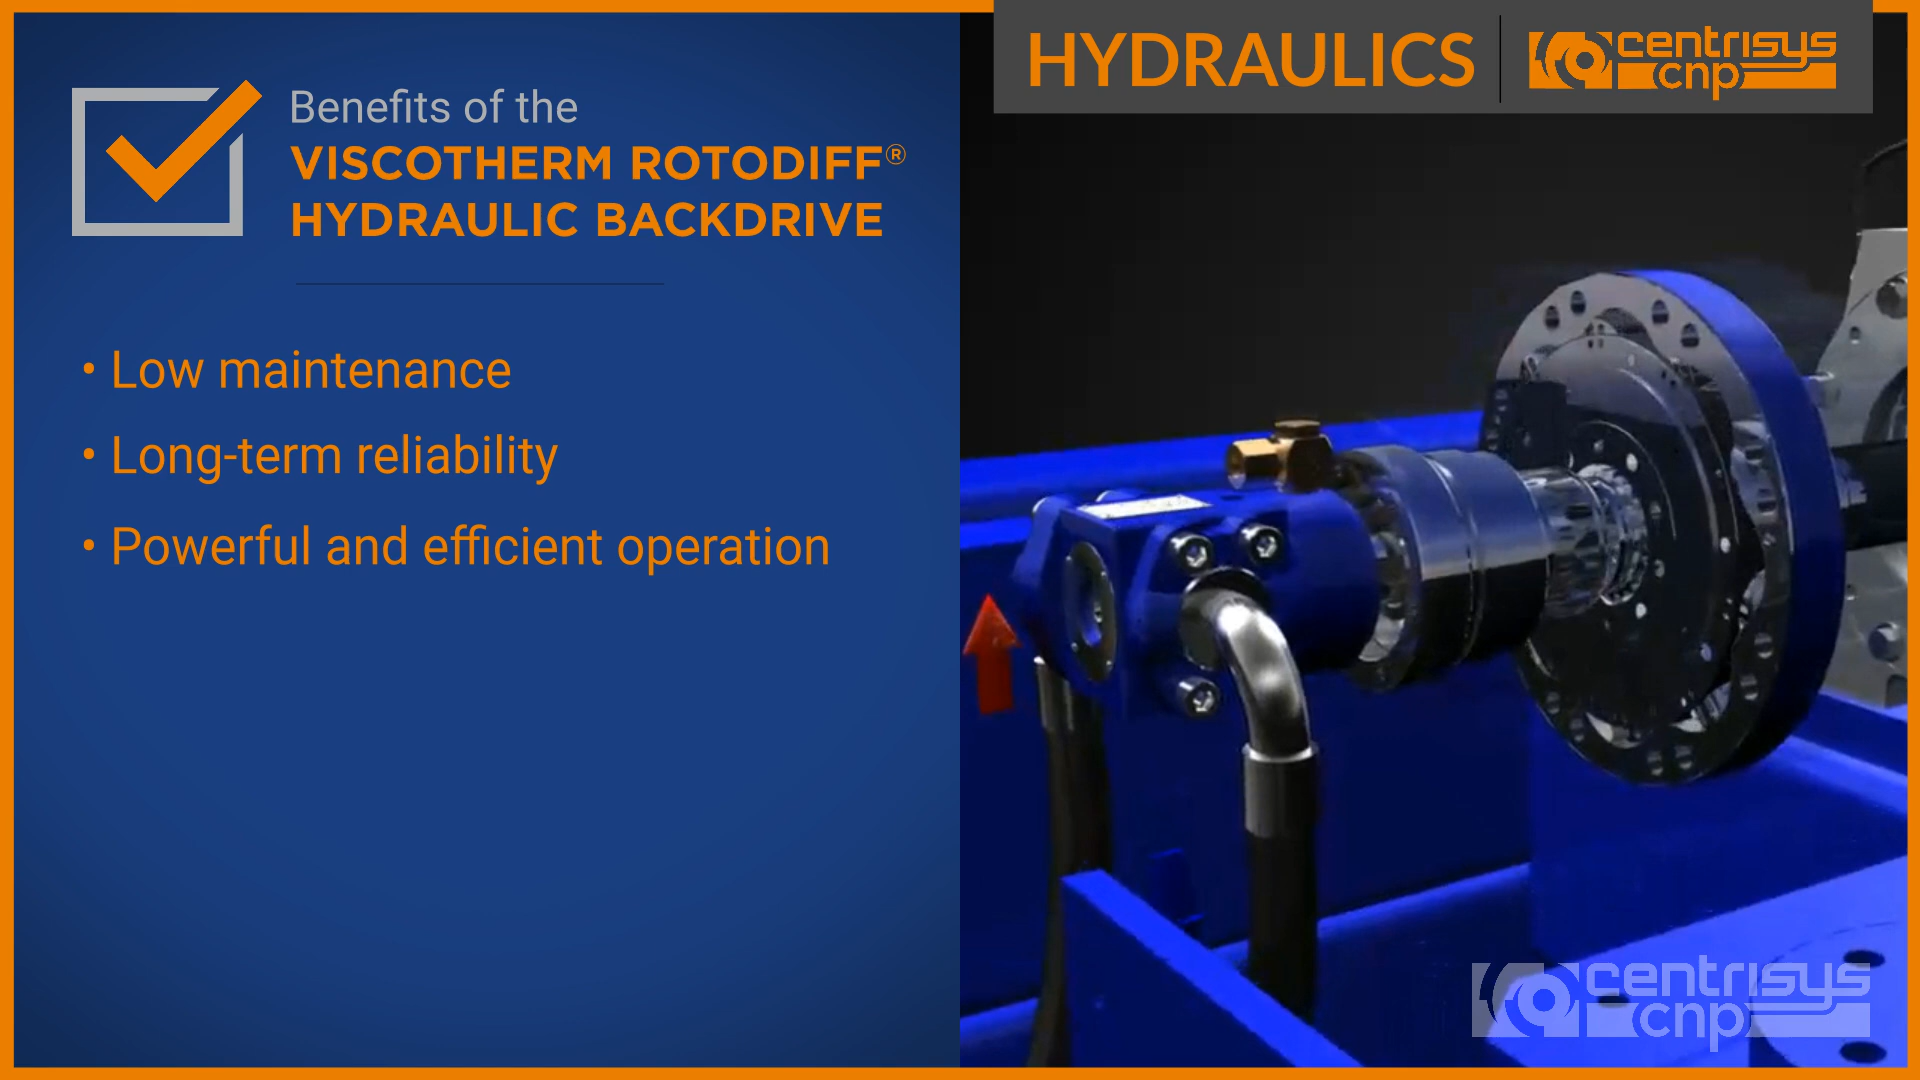 HYDRAULICS
centrisys
cnp
Benefits of the
VISCOTHERM ROTODIFF®
HYDRAULIC BACKDRIVE
• Low maintenance
• Long-term reliability
• Powerful and efficient operation
centrisys
cnp